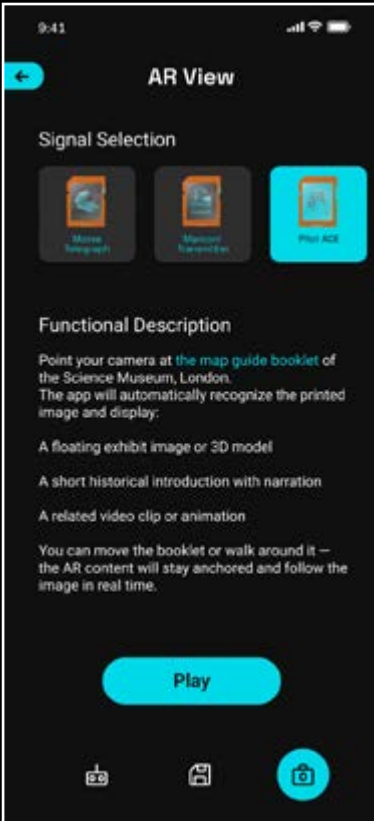 9:41
AR View
Signal Selection
Morse
Telegraph
Marconi
Transmitter
Pilot ACE
Functional Description
Point your camera at the map guide booklet of
the Science Museum, London.
The app will automatically recognize the printed
image and display:
A floating exhibit image or 3D model
A short historical introduction with narration
A related video clip or animation
You can move the booklet or walk around it —
the AR content will stay anchored and follow the
image in real time.
Play